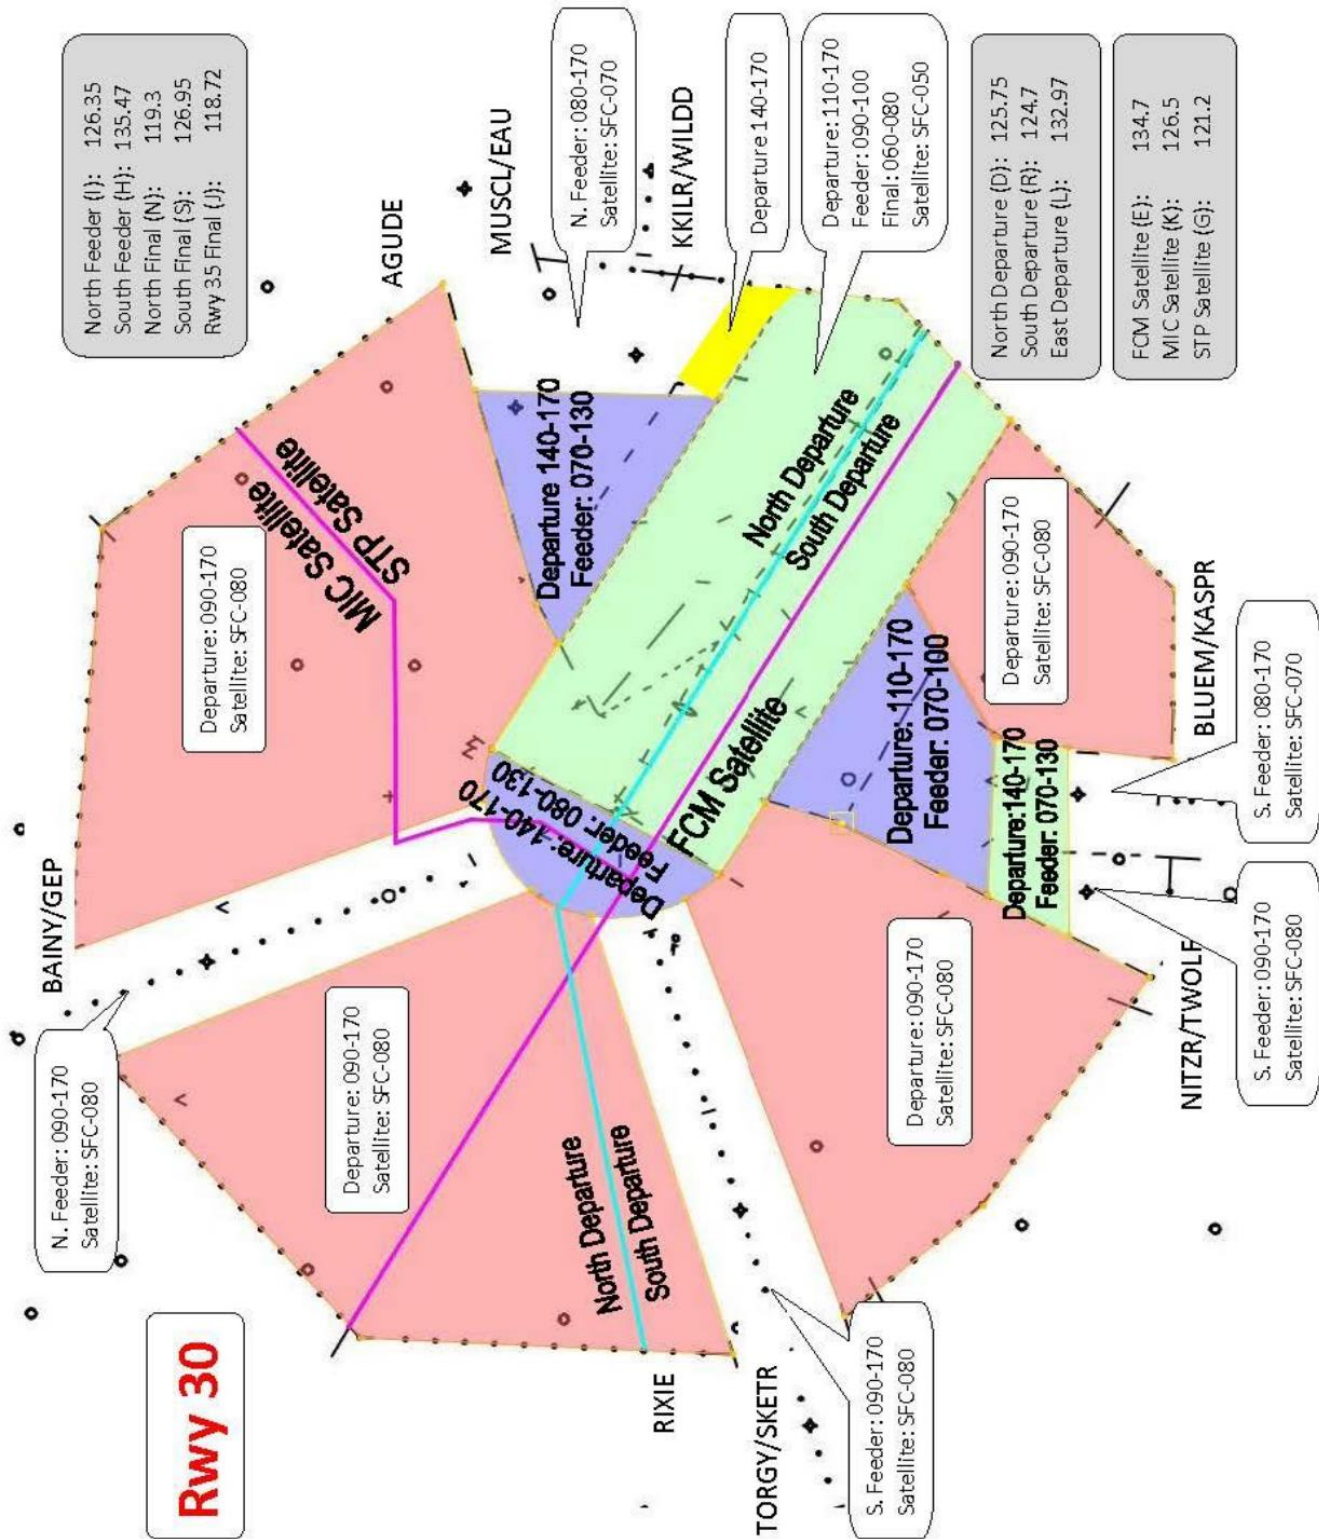 Rwy 30
BAINY/GEP
N. Feeder: 090-170
Satellite: SFC-080
Departure: 090-170
Satellite: SFC-080
MIC Satellite
STP Satellite
AGUDE
North Feeder (I): 126.35
South Feeder (H): 135.47
North Final (N): 119.3
South Final (S): 126.95
Rwy 35 Final (J): 118.72
MUSCL/EAU
N. Feeder: 080-170
Satellite: SFC-070
KKILR/WILDD
Departure 140-170
Feeder: 070-130
Departure 140-170
Departure: 110-170
Feeder: 090-100
Final: 060-080
Satellite: SFC-050
Departure: 090-170
Satellite: SFC-080
Departure: 140-170
Feeder: 080-130
North Departure
South Departure
North Departure
South Departure
FCM Satellite
RIXIE
TORGY/SKETR
S. Feeder: 090-170
Satellite: SFC-080
Departure: 090-170
Satellite: SFC-080
Departure: 110-170
Feeder: 070-100
Departure:140-170
Feeder: 070-130
Departure: 090-170
Satellite: SFC-080
North Departure (D): 125.75
South Departure (R): 124.7
East Departure (L): 132.97
FCM Satellite (E): 134.7
MIC Satellite (K): 126.5
STP Satellite (G): 121.2
NITZR/TWOLF
S. Feeder: 090-170
Satellite: SFC-080
BLUEM/KASPR
S. Feeder: 080-170
Satellite: SFC-070